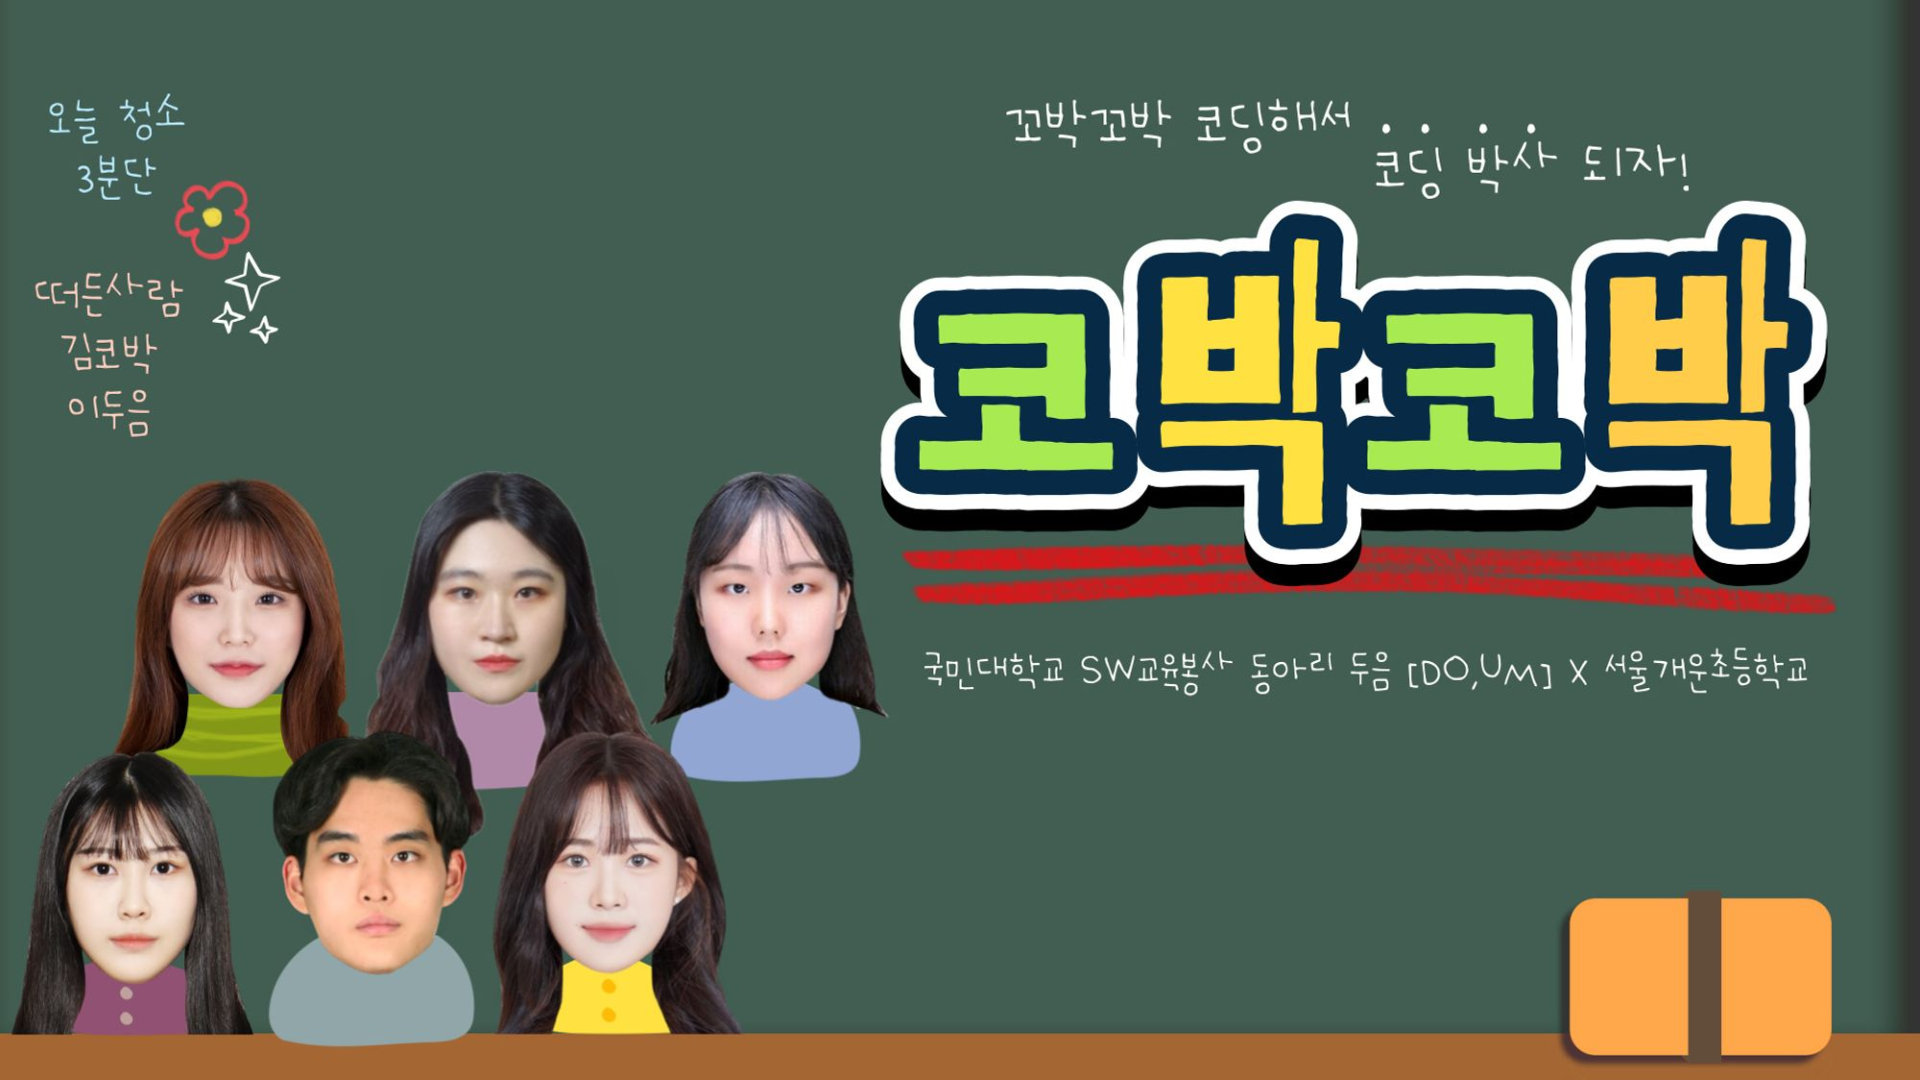 오늘 청소
3분단
떠든사람
김코박
이두음
꼬박꼬박 코딩해서
코딩 박사 되자!
코박코박
국민대학교 SW교육봉사 동아리 두음 [DO,UM] X 서울개운초등학교